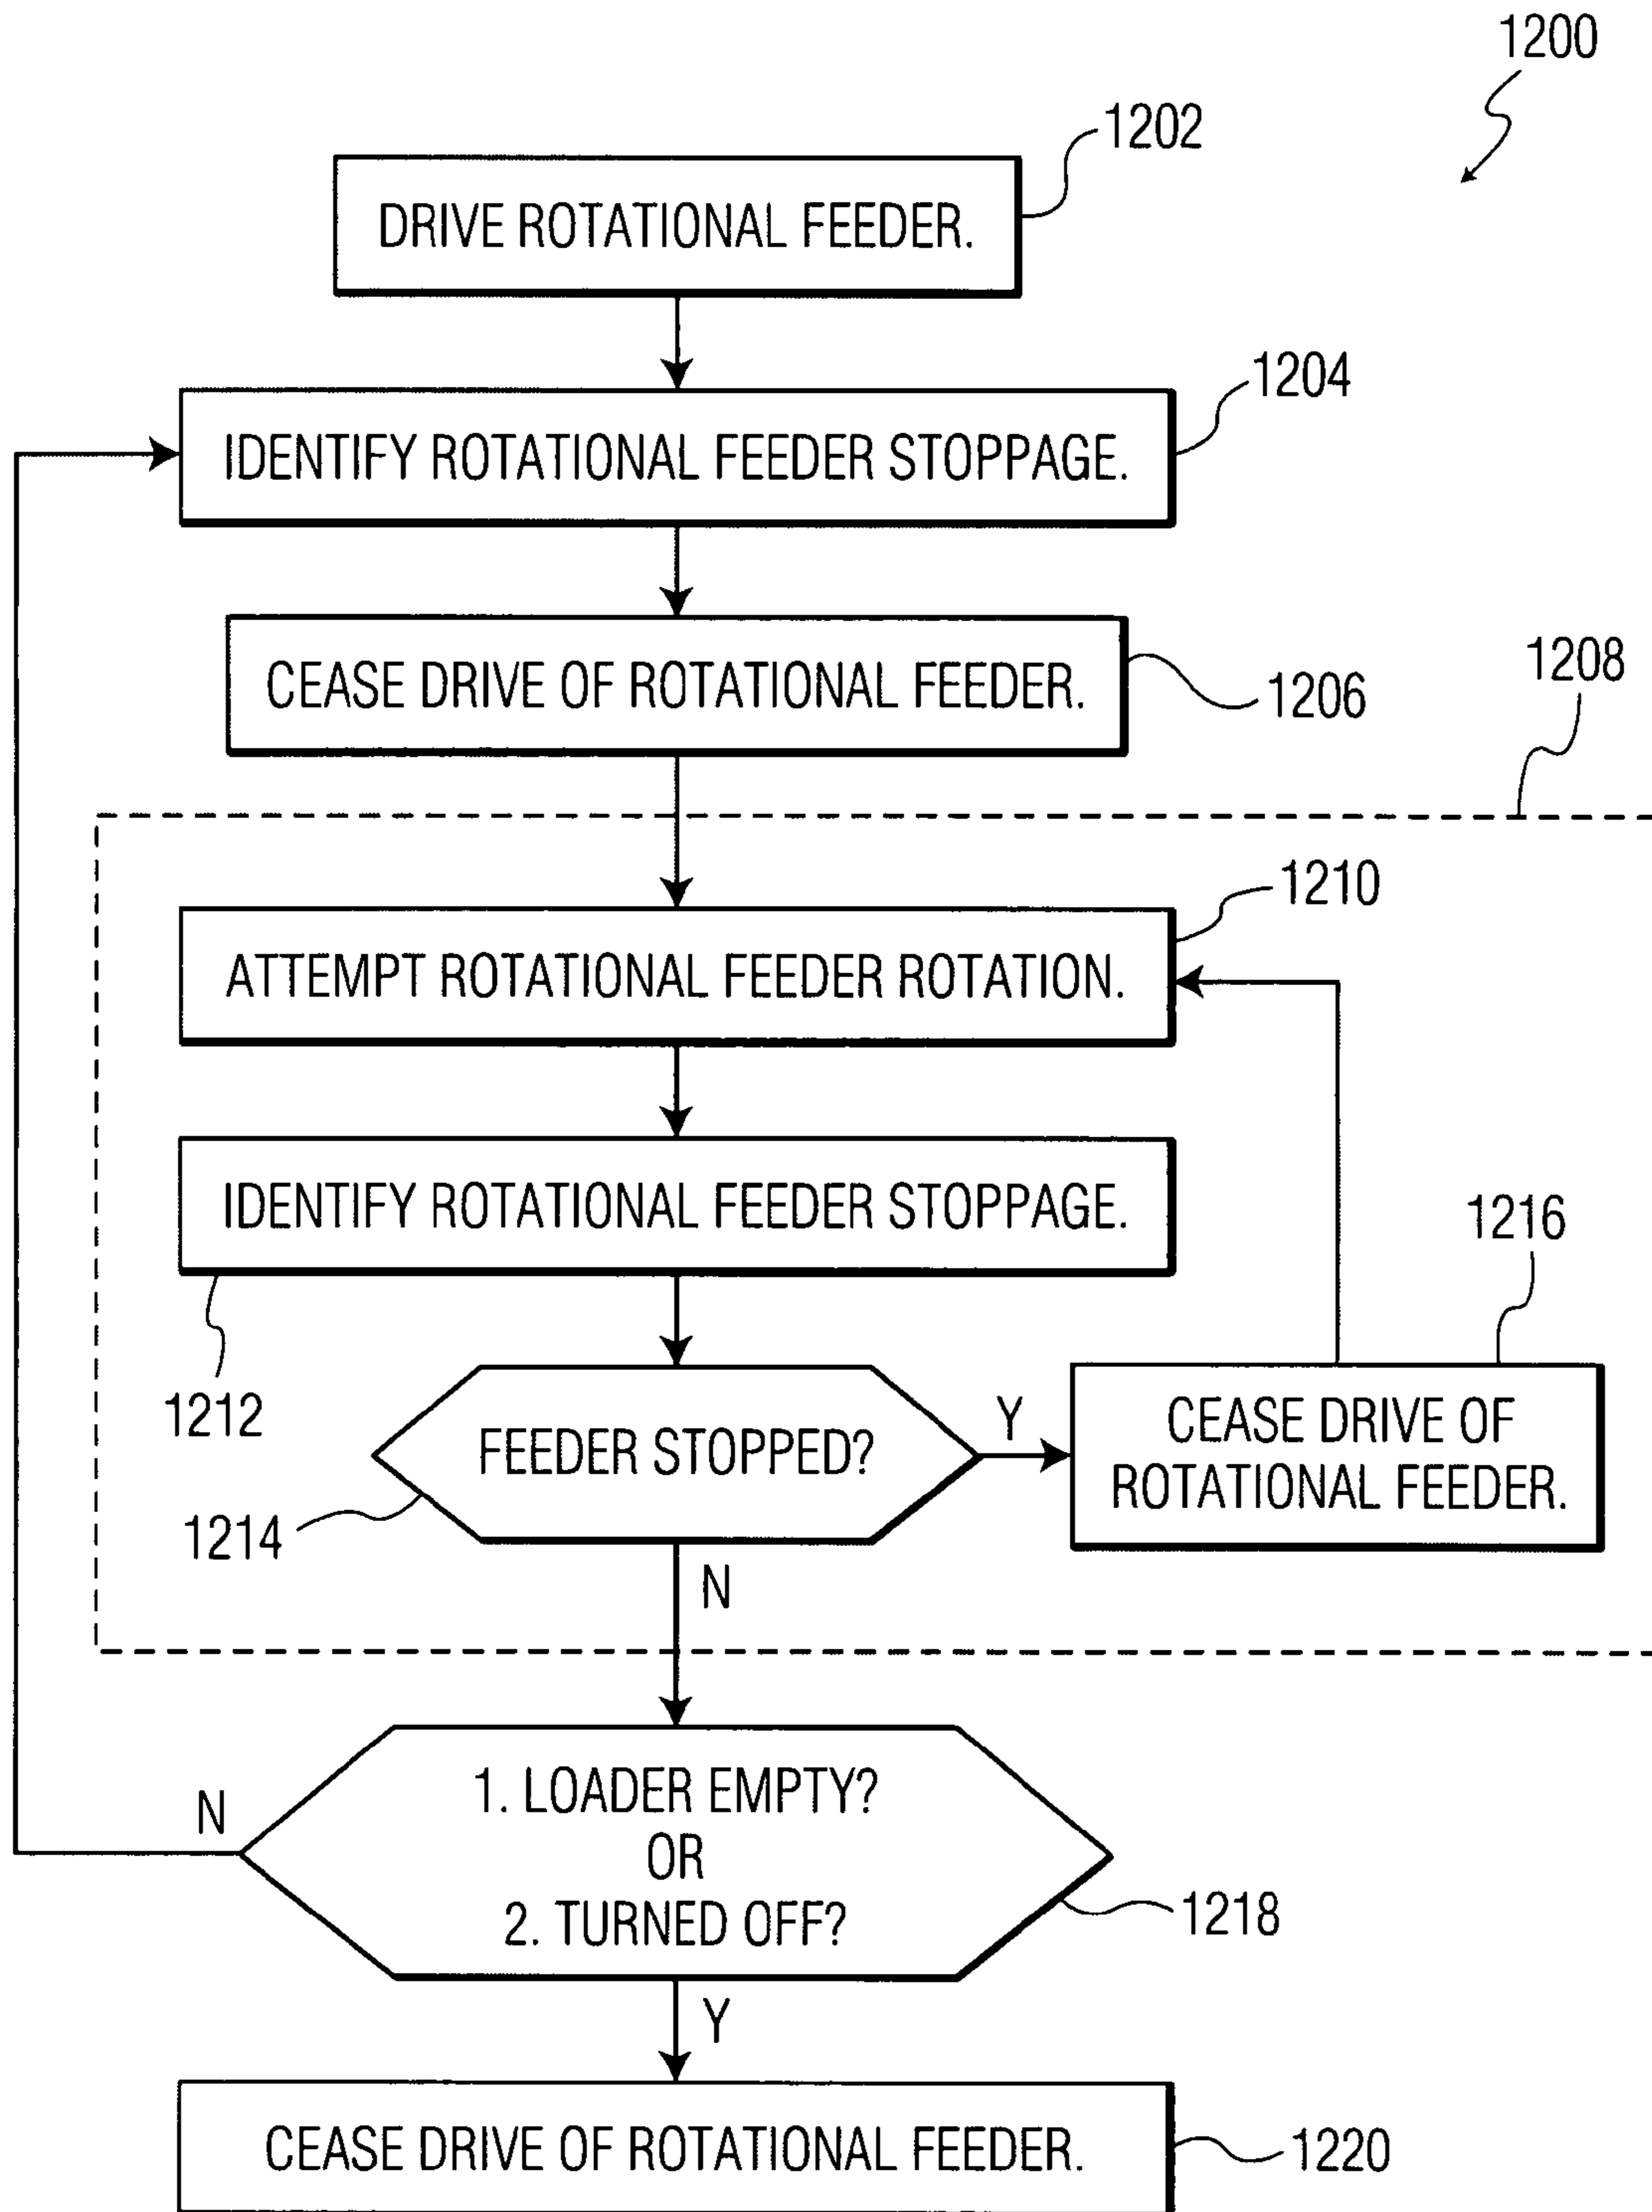 1200
1202
DRIVE ROTATIONAL FEEDER.
1204
IDENTIFY ROTATIONAL FEEDER STOPPAGE.
CEASE DRIVE OF ROTATIONAL FEEDER.
1206
1208
1210
ATTEMPT ROTATIONAL FEEDER ROTATION.
IDENTIFY ROTATIONAL FEEDER STOPPAGE.
1212
1216
FEEDER STOPPED?
Y
CEASE DRIVE OF
ROTATIONAL FEEDER.
1214
N
N
1. LOADER EMPTY?
OR
2. TURNED OFF?
1218
Y
CEASE DRIVE OF ROTATIONAL FEEDER.
1220